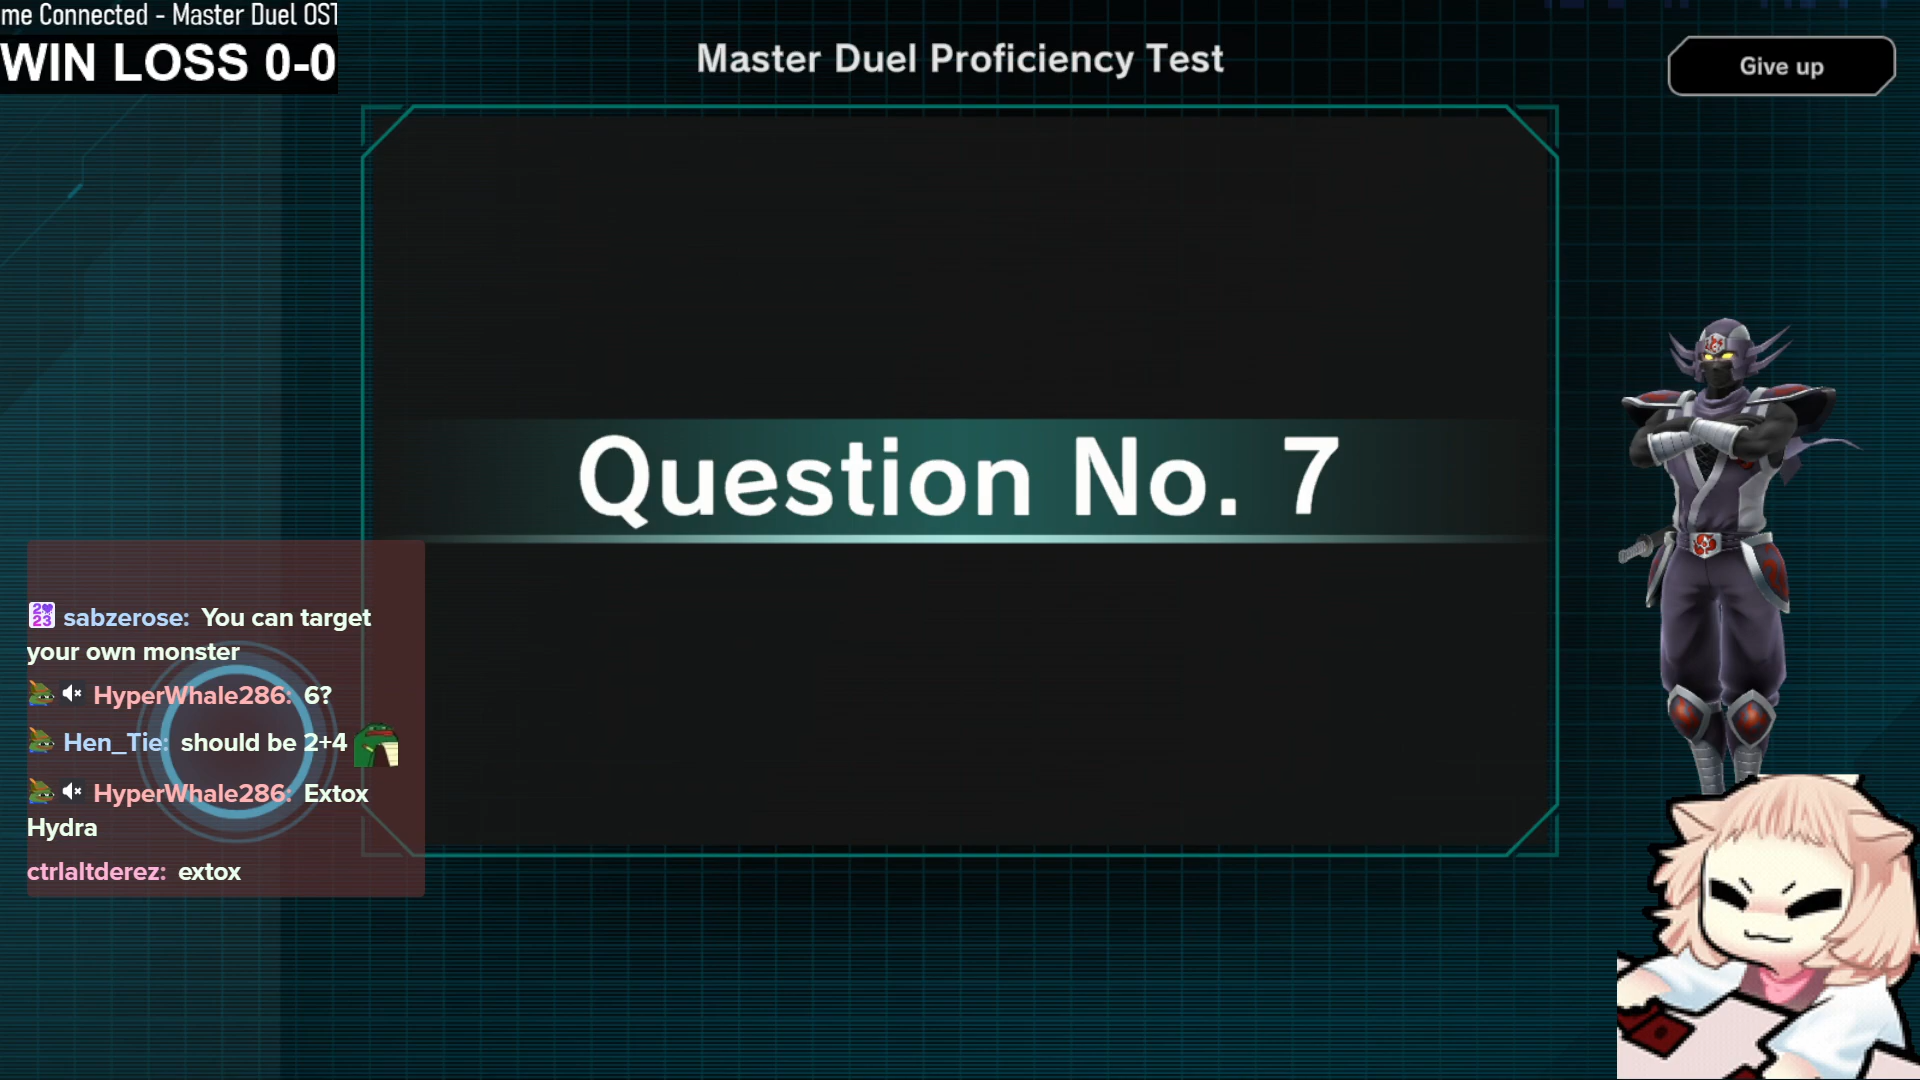 me Connected - Master Duel OST
WIN LOSS 0-0
Master Duel Proficiency Test
Give up
Question No. 7
sabzerose: You can target
your own monster
HyperWhale286: 6?
Hen_Tie: should be 2+4
HyperWhale286: Extox
Hydra
ctrlaltderez: extox